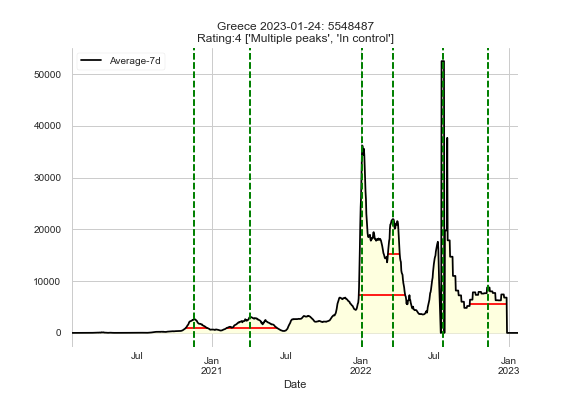 Greece 2023-01-24: 5548487
Rating:4 ['Multiple peaks', 'In control']
Average-7d
50000
40000
30000
20000
10000
0
Jul
Jan
2021
Jul
Jan
2022
Jul
Jan
2023
Date